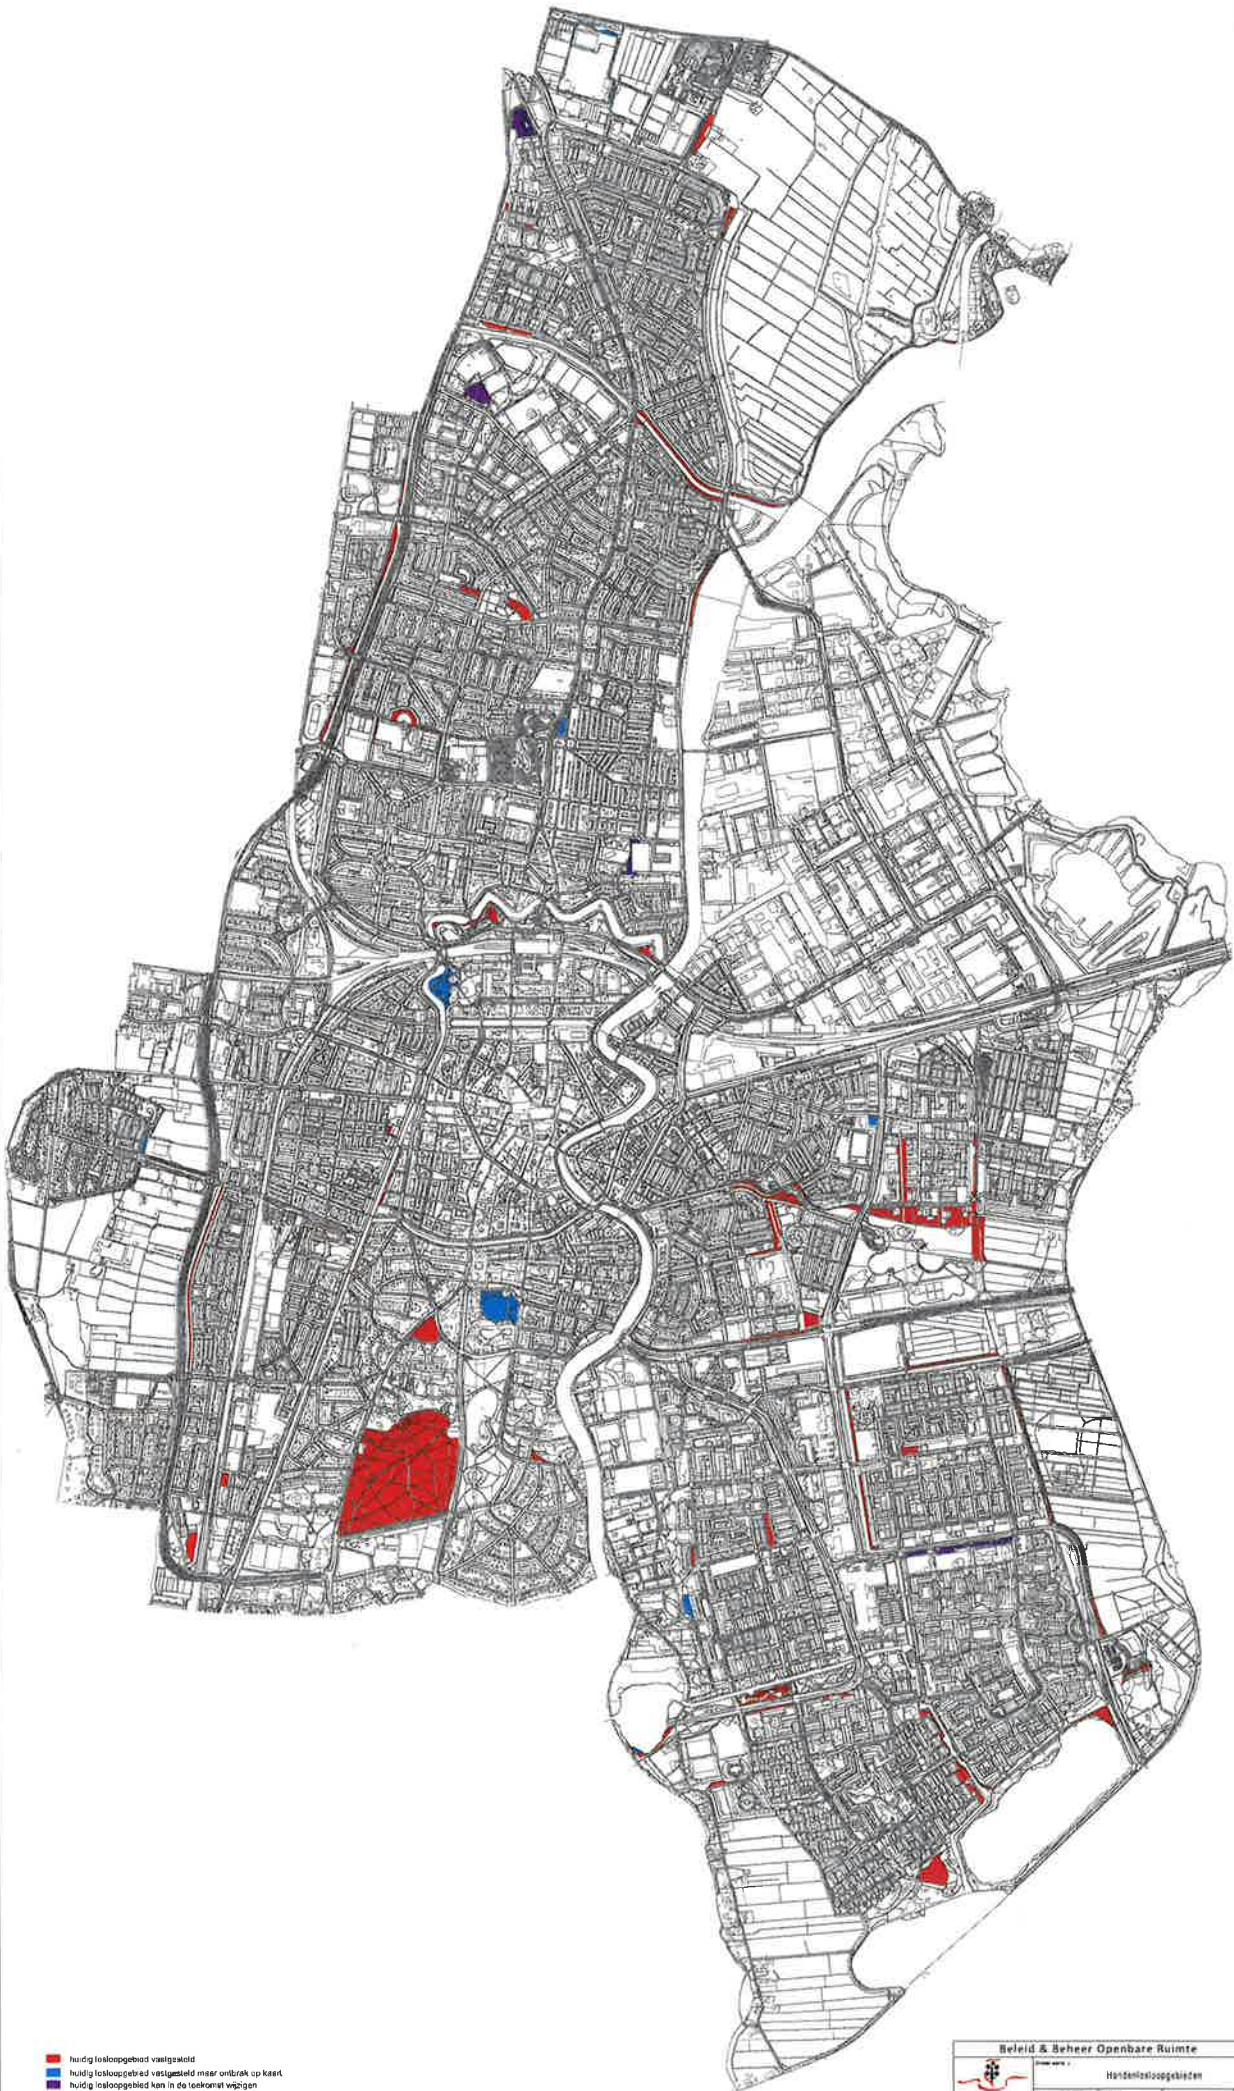 huidig losloopgebied vastgesteld
huidig losloopgebied vastgesteld maar ontbrak op kaart
huidig losloopgebied kan in de toekomst wijzigen
Beleid & Beheer Openbare Ruimte
Hondenlosloopgebieden